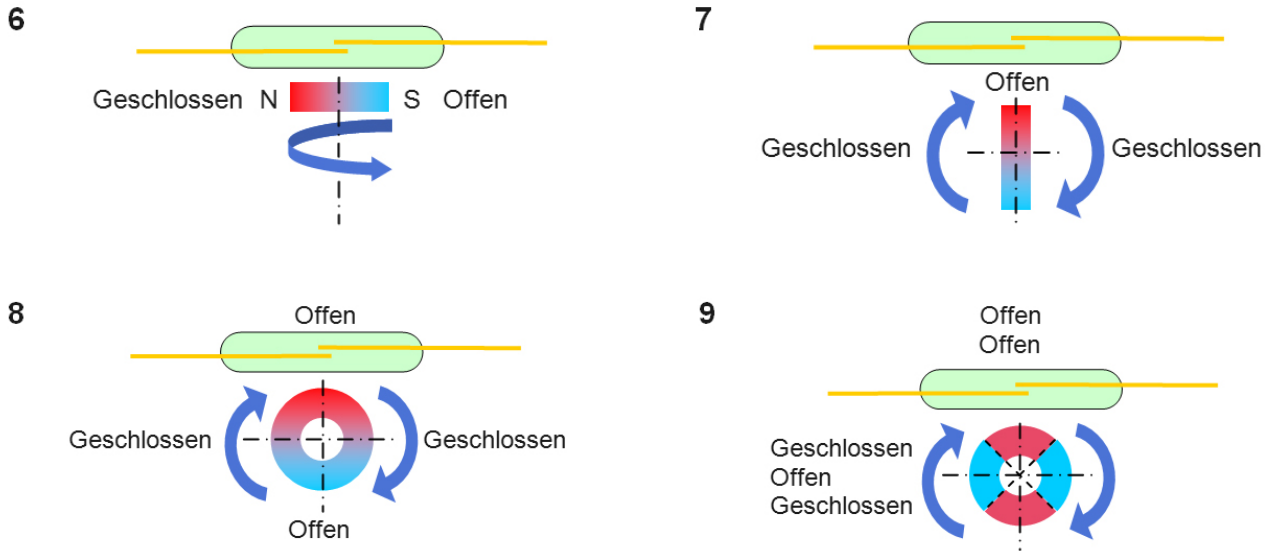 6
Geschlossen N S Offen
7
Offen
Geschlossen Geschlossen
8
Offen
Geschlossen Geschlossen
Offen
9
Offen
Offen
Geschlossen
Offen
Geschlossen